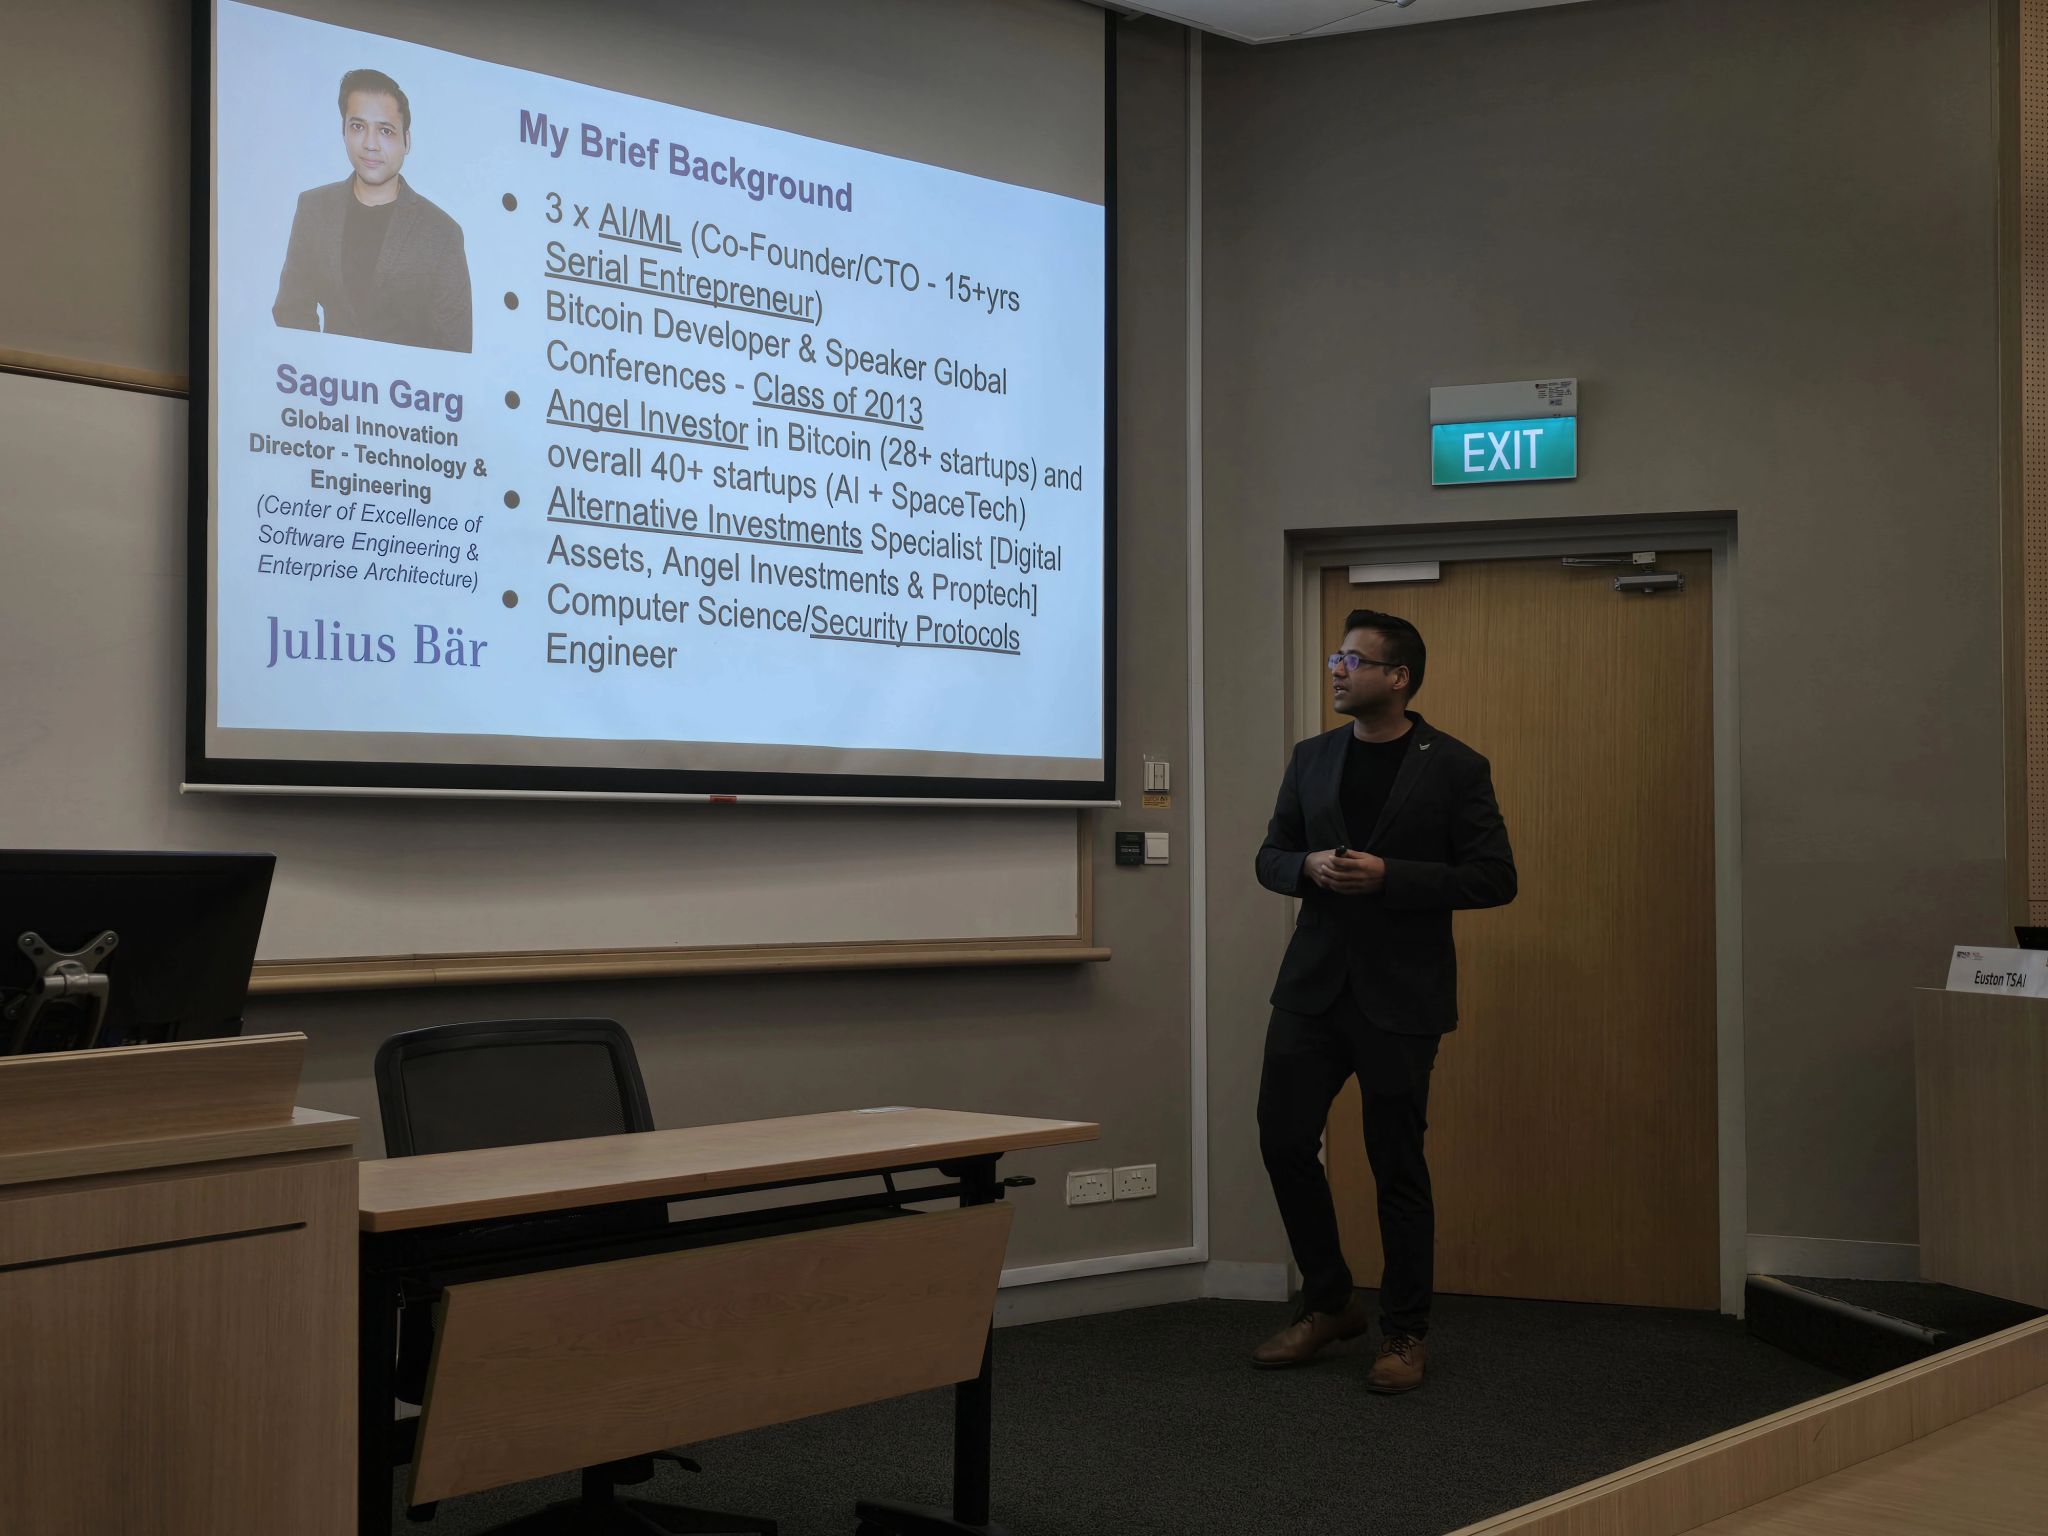 My Brief Background
3 x AI/ML (Co-Founder/CTO - 15+yrs
Serial Entrepreneur)
Bitcoin Developer & Speaker Global
Conferences - Class of 2013
Angel Investor in Bitcoin (28+ startups) and
overall 40+ startups (AI + SpaceTech)
Alternative Investments Specialist [Digital
Assets, Angel Investments & Proptech]
Computer Science/Security Protocols
Engineer
Sagun Garg
Global Innovation
Director - Technology &
Engineering
(Center of Excellence of
Software Engineering &
Enterprise Architecture)
Julius Bär
EXIT
Euston TSAI